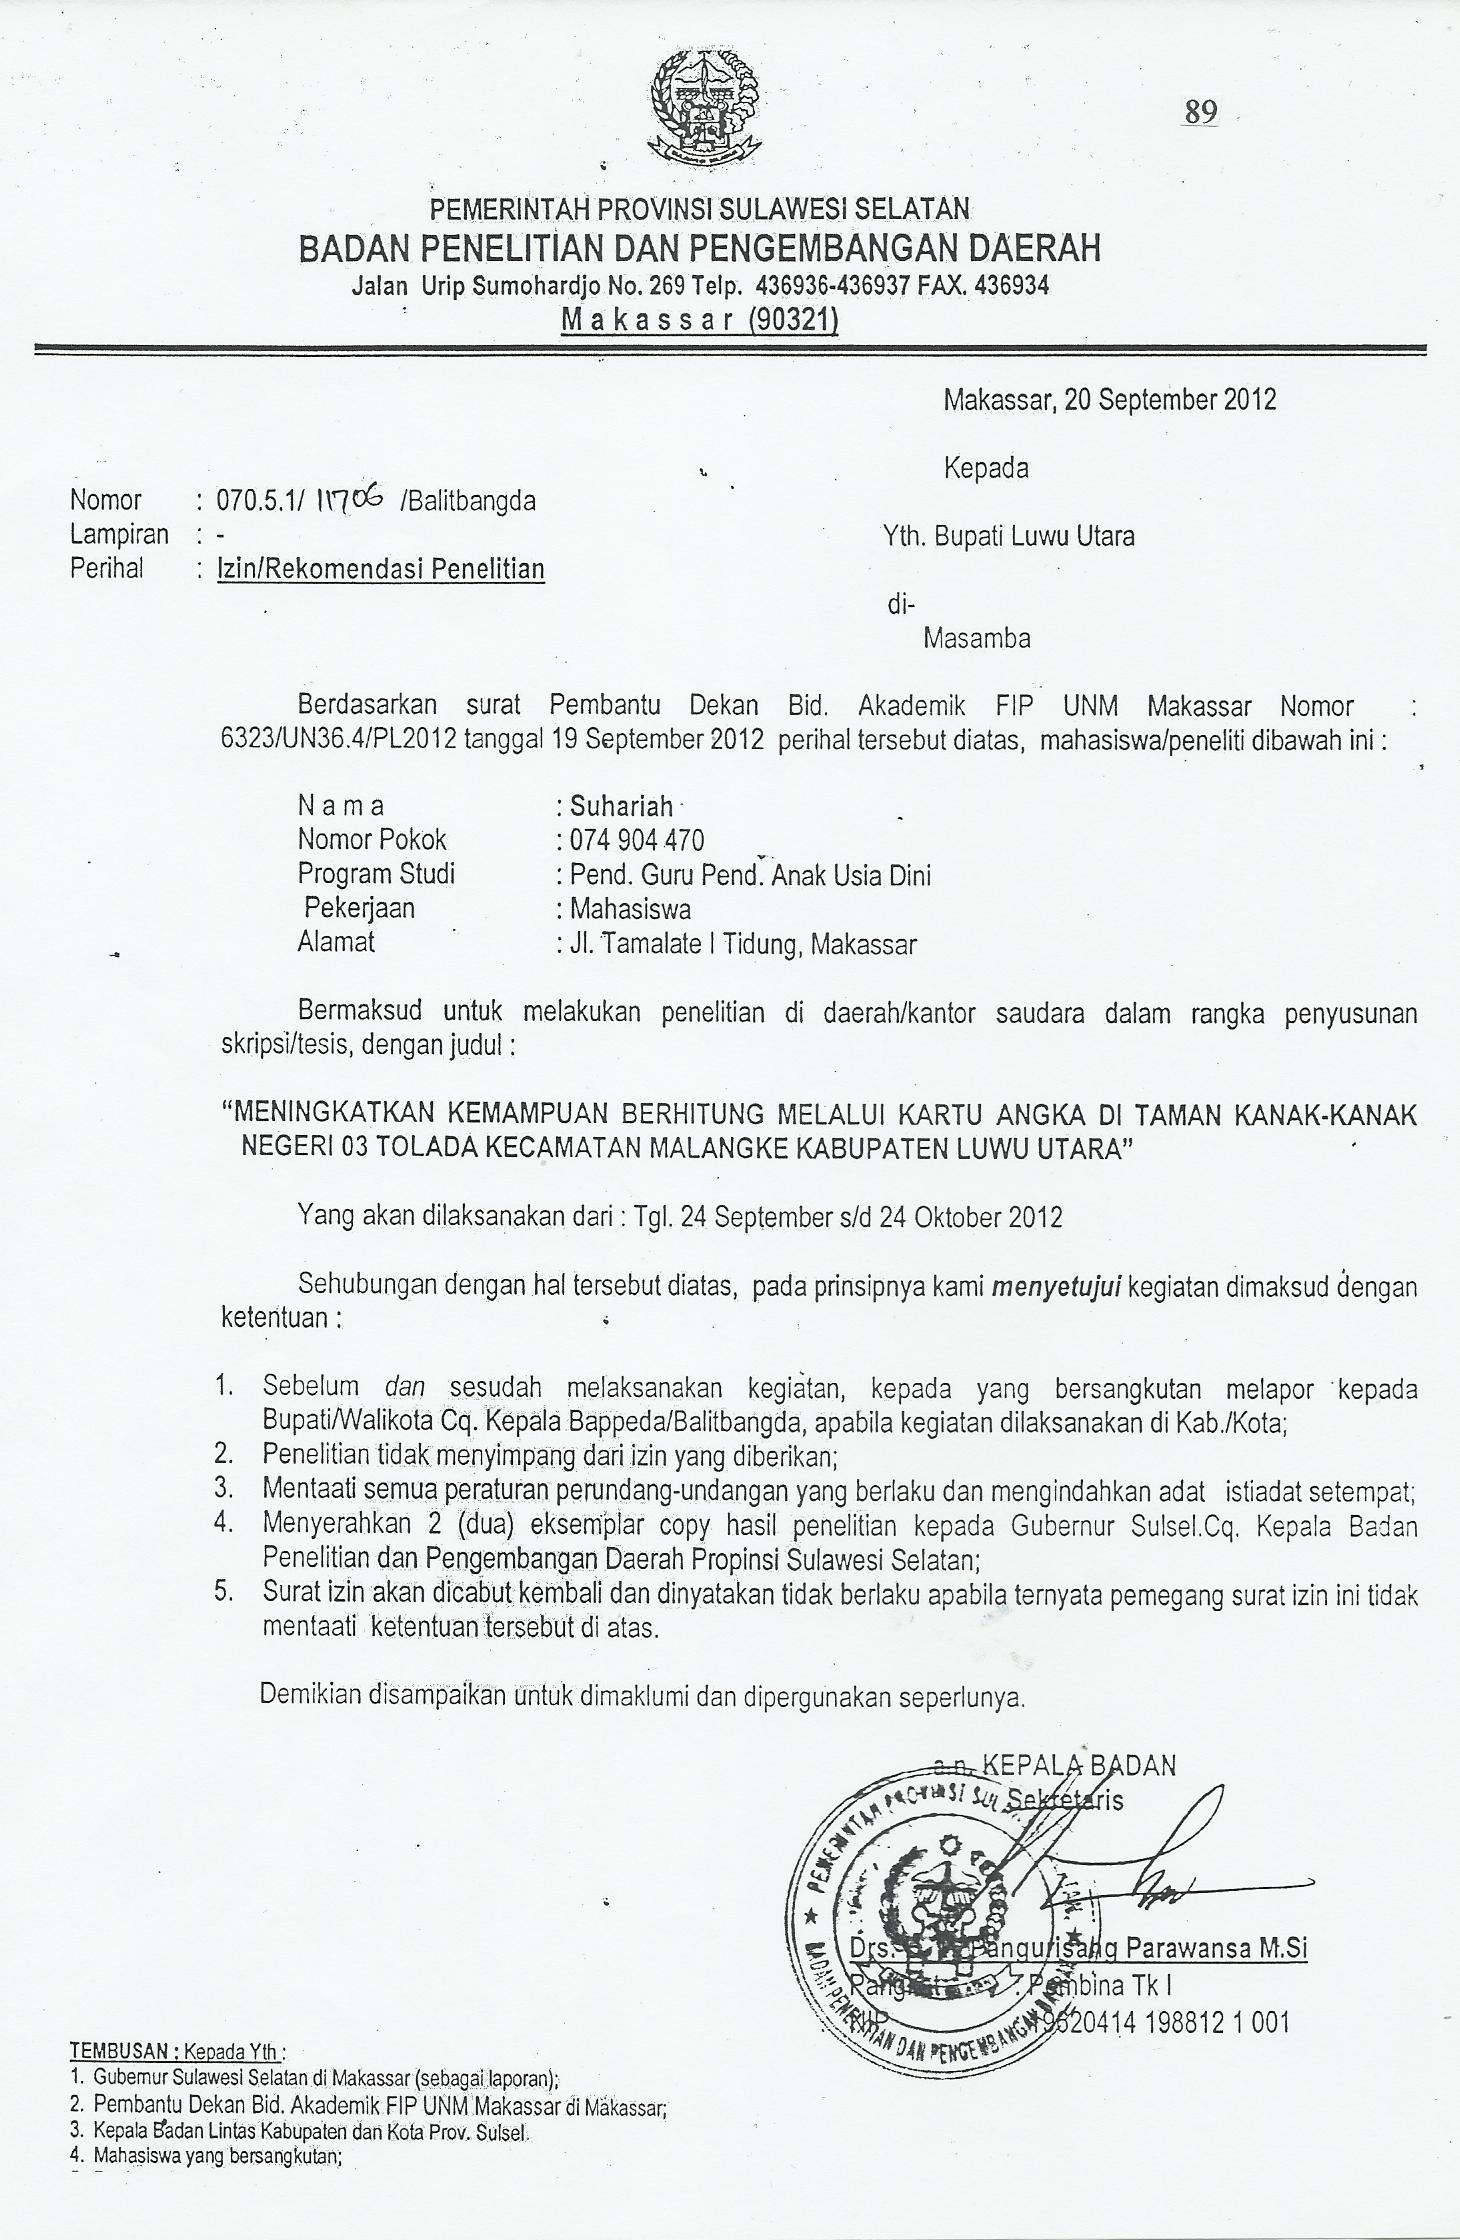 89
PEMERINTAH PROVINSI SULAWESI SELATAN
BADAN PENELITIAN DAN PENGEMBANGAN DAERAH
Jalan Urip Sumohardjo No. 269 Telp. 436936-436937 FAX. 436934
Makassar (90321)
Makassar, 20 September 2012
Kepada
Nomor : 070.5.1/ 11706 /Balitbangda
Lampiran : -
Yth. Bupati Luwu Utara
Perihal : Izin/Rekomendasi Penelitian
di-
Masamba
Berdasarkan surat Pembantu Dekan Bid. Akademik FIP UNM Makassar Nomor :
6323/UN36.4/PL2012 tanggal 19 September 2012 perihal tersebut diatas, mahasiswa/peneliti dibawah ini :
N a m a : Suhariah
Nomor Pokok : 074 904 470
Program Studi : Pend. Guru Pend. Anak Usia Dini
Pekerjaan : Mahasiswa
Alamat : Jl. Tamalate I Tidung, Makassar
Bermaksud untuk melakukan penelitian di daerah/kantor saudara dalam rangka penyusunan
skripsi/tesis, dengan judul :
“MENINGKATKAN KEMAMPUAN BERHITUNG MELALUI KARTU ANGKA DI TAMAN KANAK-KANAK
NEGERI 03 TOLADA KECAMATAN MALANGKE KABUPATEN LUWU UTARA”
Yang akan dilaksanakan dari : Tgl. 24 September s/d 24 Oktober 2012
Sehubungan dengan hal tersebut diatas, pada prinsipnya kami menyetujui kegiatan dimaksud dengan
ketentuan :
1. Sebelum dan sesudah melaksanakan kegiatan, kepada yang bersangkutan melapor kepada
Bupati/Walikota Cq. Kepala Bappeda/Balitbangda, apabila kegiatan dilaksanakan di Kab./Kota;
2. Penelitian tidak menyimpang dari izin yang diberikan;
3. Mentaati semua peraturan perundang-undangan yang berlaku dan mengindahkan adat istiadat setempat;
4. Menyerahkan 2 (dua) eksemplar copy hasil penelitian kepada Gubernur Sulsel.Cq. Kepala Badan
Penelitian dan Pengembangan Daerah Propinsi Sulawesi Selatan;
5. Surat izin akan dicabut kembali dan dinyatakan tidak berlaku apabila ternyata pemegang surat izin ini tidak
mentaati ketentuan tersebut di atas.
Demikian disampaikan untuk dimaklumi dan dipergunakan seperlunya.
a.n. KEPALA BADAN
Sekretaris
PEMERINTAH PROVINSI
BADAN PENELITIAN DAN PENGEMBANGAN DAERAH
Drs. Pangurisang Parawansa M.Si
Pangkat : Pembina Tk I
NIP 19620414 198812 1 001
TEMBUSAN : Kepada Yth :
1. Gubernur Sulawesi Selatan di Makassar (sebagai laporan);
2. Pembantu Dekan Bid. Akademik FIP UNM Makassar di Makassar;
3. Kepala Badan Lintas Kabupaten dan Kota Prov. Sulsel.
4. Mahasiswa yang bersangkutan;